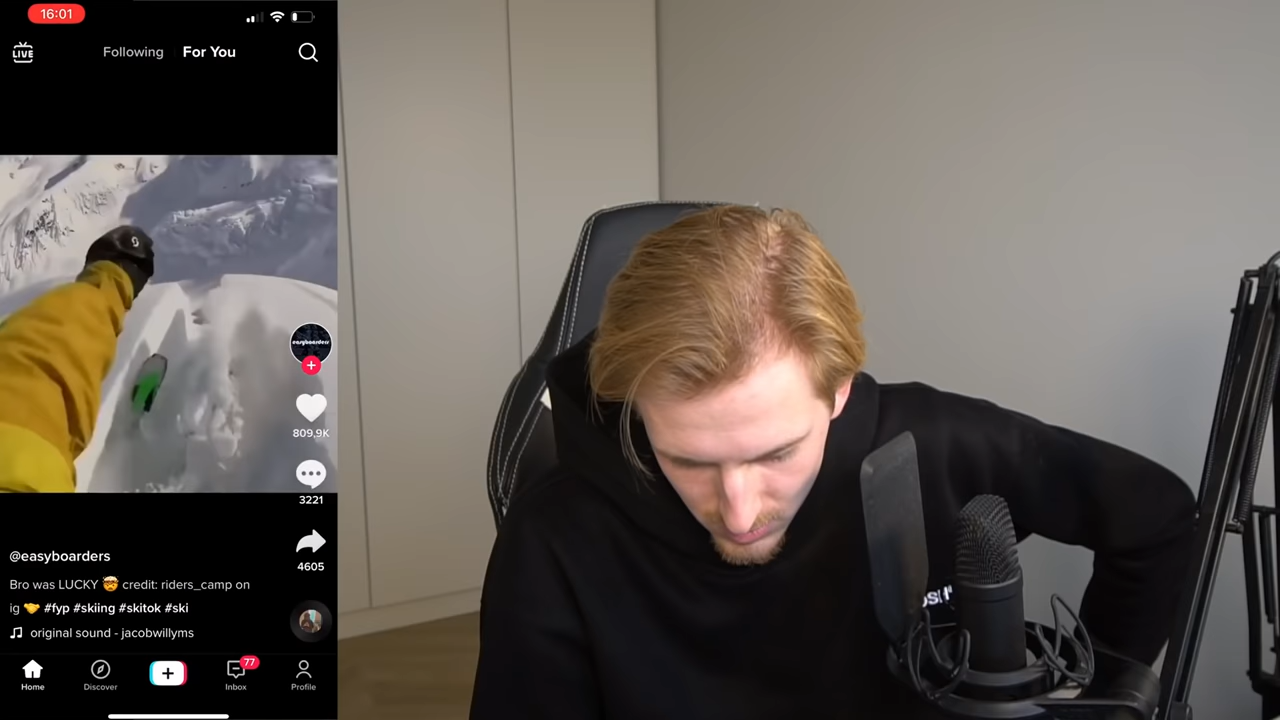 16:01
LIVE
Following
For You
easyboarders
809,9K
3221
4605
@easyboarders
Bro was LUCKY 🤯 credit: riders_camp on
ig 🤝 #fyp #skiing #skitok #ski
original sound - jacobwillyms
77
Home
Discover
Inbox
Profile